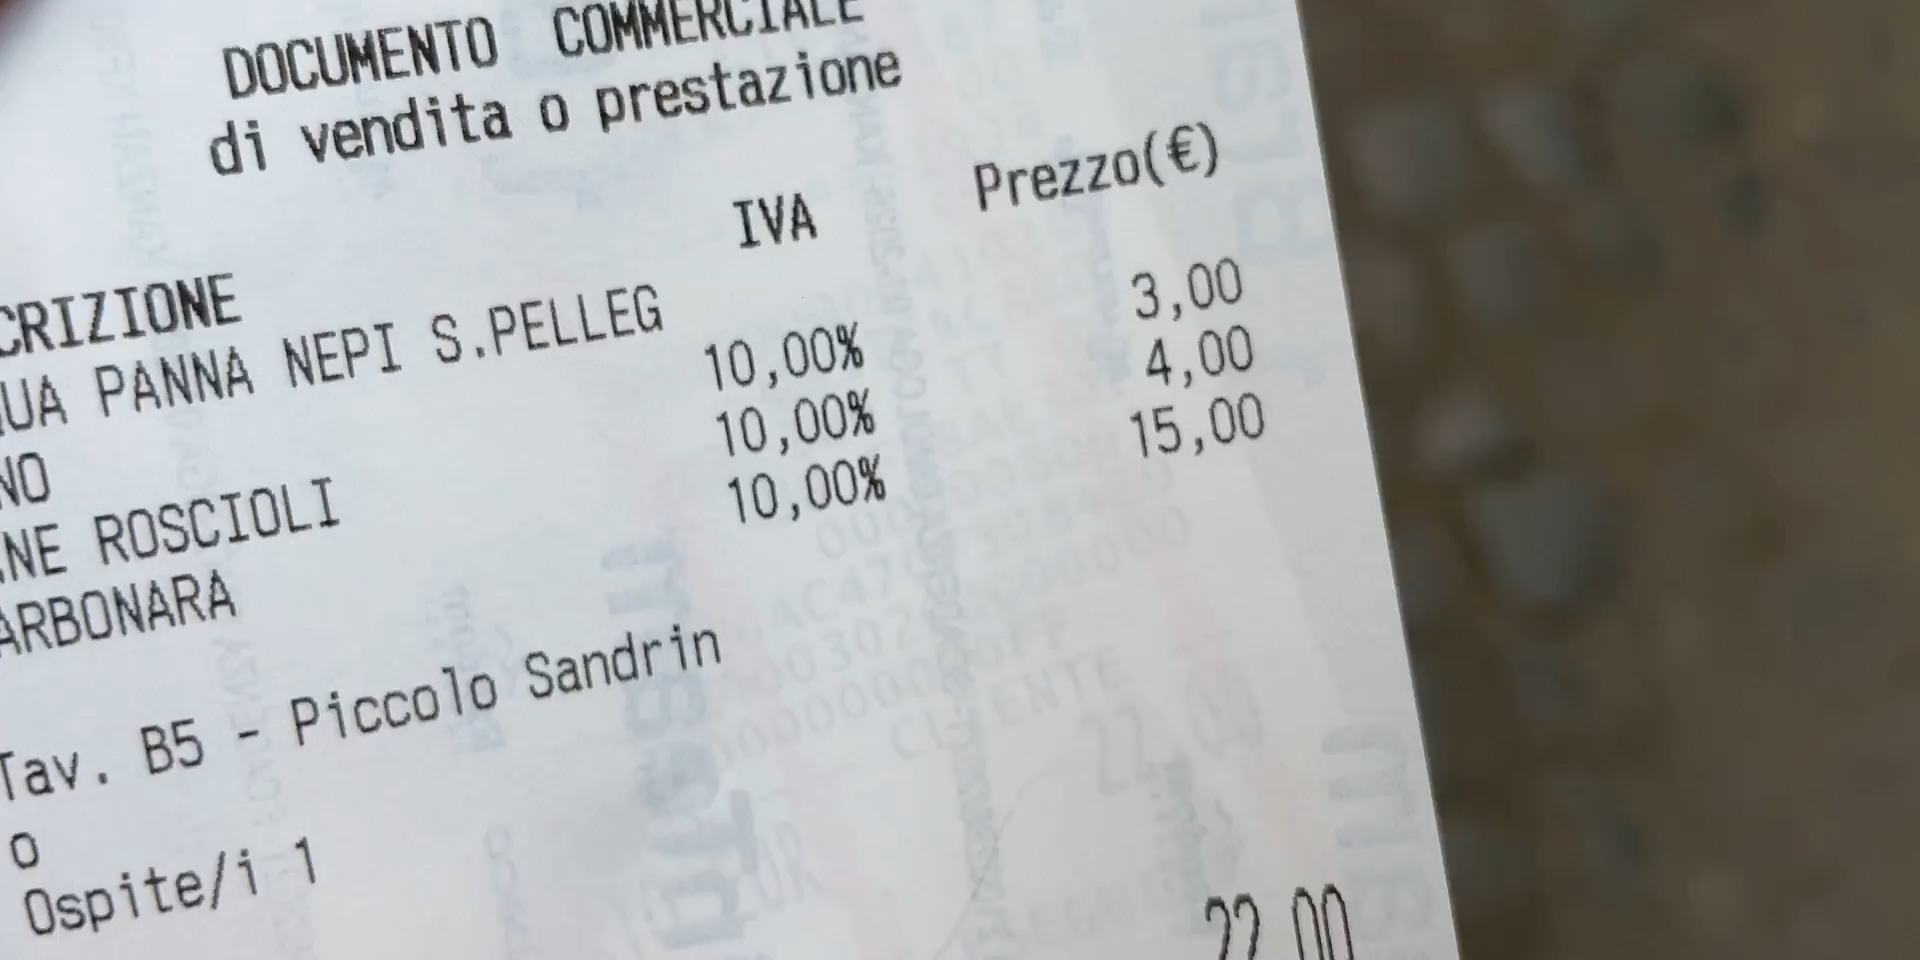 DOCUMENTO COMMERCIALE
di vendita o prestazione
CRIZIONE IVA Prezzo(€)
UA PANNA NEPI S.PELLEG 10,00% 3,00
NO
NE ROSCIOLI 10,00% 4,00
ARBONARA 10,00% 15,00
Tav. B5 - Piccolo Sandrin
o
Ospite/i 1
22,00